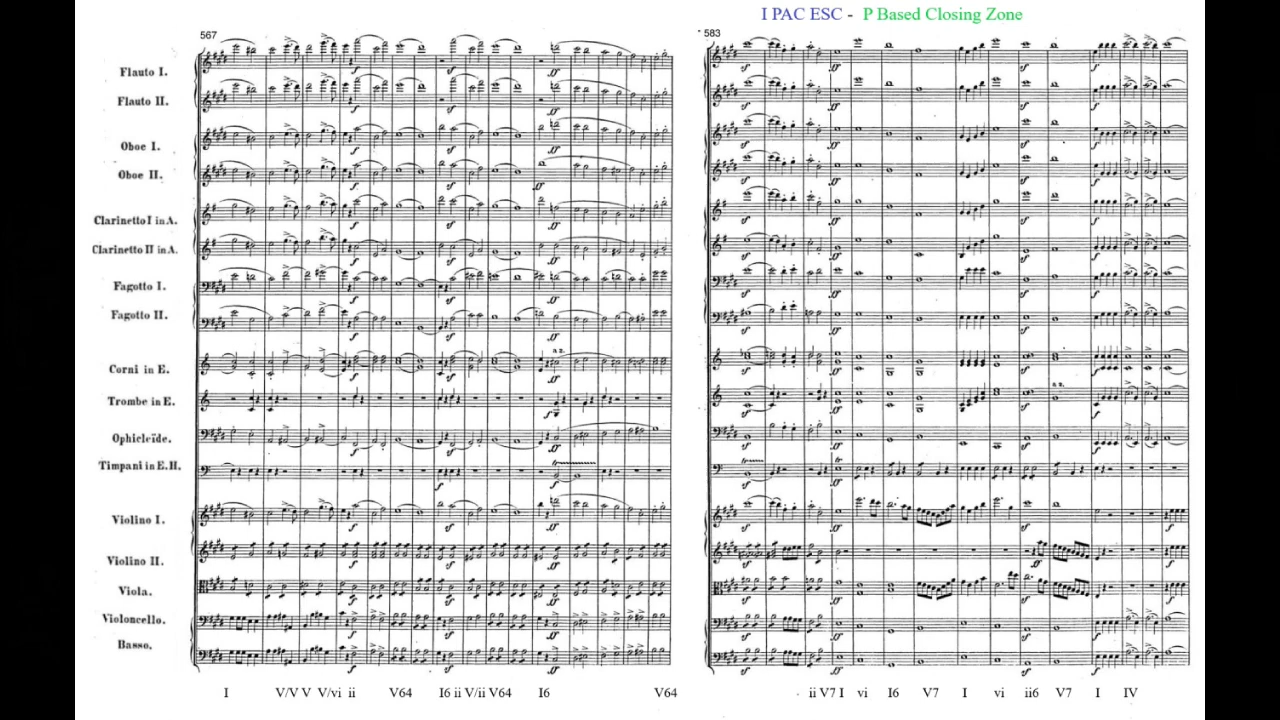 I PAC ESC - P Based Closing Zone
567
583
Flauto I.
Flauto II.
Oboe I.
Oboe II.
Clarinetto I in A.
Clarinetto II in A.
Fagotto I.
Fagotto II.
Corni in E.
Trombe in E.
Ophicleïde.
Timpani in E.H.
Violino I.
Violino II.
Viola.
Violoncello.
Basso.
I V/V V V/vi ii V64 I6 ii V/ii V64 I6 V64
ii V7 I vi I6 V7 I vi ii6 V7 I IV